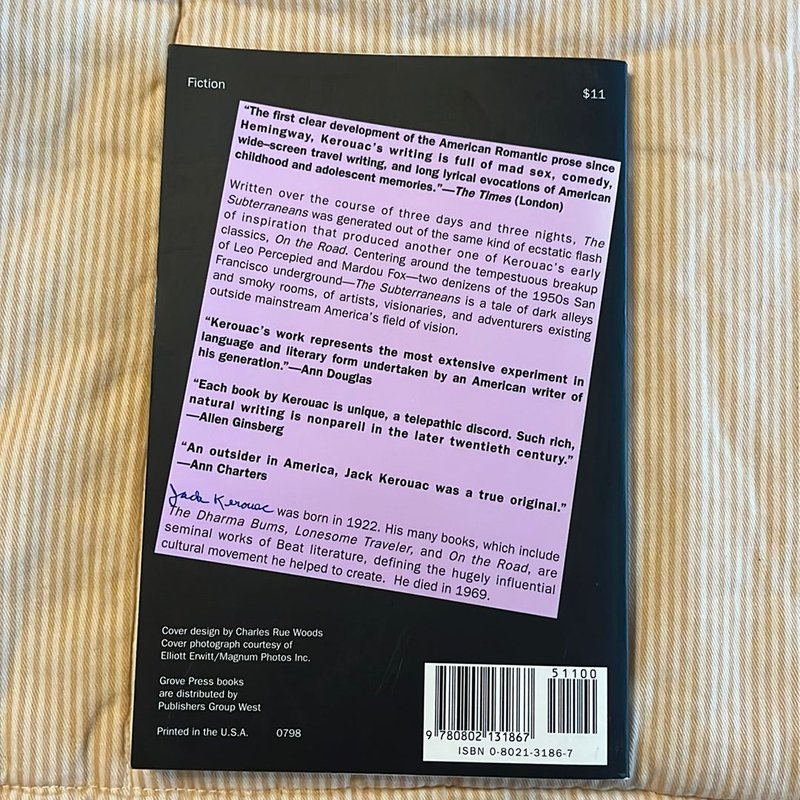 Fiction
$11
“The first clear development of the American Romantic prose since
Hemingway, Kerouac’s writing is full of mad sex, comedy,
wide–screen travel writing, and long lyrical evocations of American
childhood and adolescent memories.”—The Times (London)
Written over the course of three days and three nights, The
Subterraneans was generated out of the same kind of ecstatic flash
of inspiration that produced another one of Kerouac’s early
classics, On the Road. Centering around the tempestuous breakup
of Leo Percepied and Mardou Fox—two denizens of the 1950s San
Francisco underground—The Subterraneans is a tale of dark alleys
and smoky rooms, of artists, visionaries, and adventurers existing
outside mainstream America’s field of vision.
“Kerouac’s work represents the most extensive experiment in
language and literary form undertaken by an American writer of
his generation.”—Ann Douglas
“Each book by Kerouac is unique, a telepathic discord. Such rich,
natural writing is nonpareil in the later twentieth century.”
—Allen Ginsberg
“An outsider in America, Jack Kerouac was a true original.”
—Ann Charters
Jack Kerouac was born in 1922. His many books, which include
The Dharma Bums, Lonesome Traveler, and On the Road, are
seminal works of Beat literature, defining the hugely influential
cultural movement he helped to create. He died in 1969.
Cover design by Charles Rue Woods
Cover photograph courtesy of
Elliott Erwitt/Magnum Photos Inc.
Grove Press books
are distributed by
Publishers Group West
Printed in the U.S.A. 0798
51100
9 780802 131867
ISBN 0-8021-3186-7